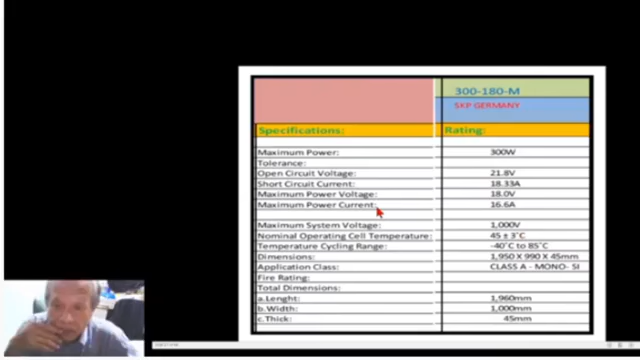 300-180-M
SKP GERMANY
Specifications: Rating:
Maximum Power: 300W
Tolerance:
Open Circuit Voltage: 21.8V
Short Circuit Current: 18.33A
Maximum Power Voltage: 18.0V
Maximum Power Current: 16.6A
Maximum System Voltage: 1,000V
Nominal Operating Cell Temperature: 45 ± 3˚C
Temperature Cycling Range: -40˚C to 85˚C
Dimensions: 1,950 X 990 X 45mm
Application Class: CLASS A - MONO- SI
Fire Rating:
Total Dimensions:
a.Lenght: 1,960mm
b.Width: 1,000mm
c.Thick: 45mm